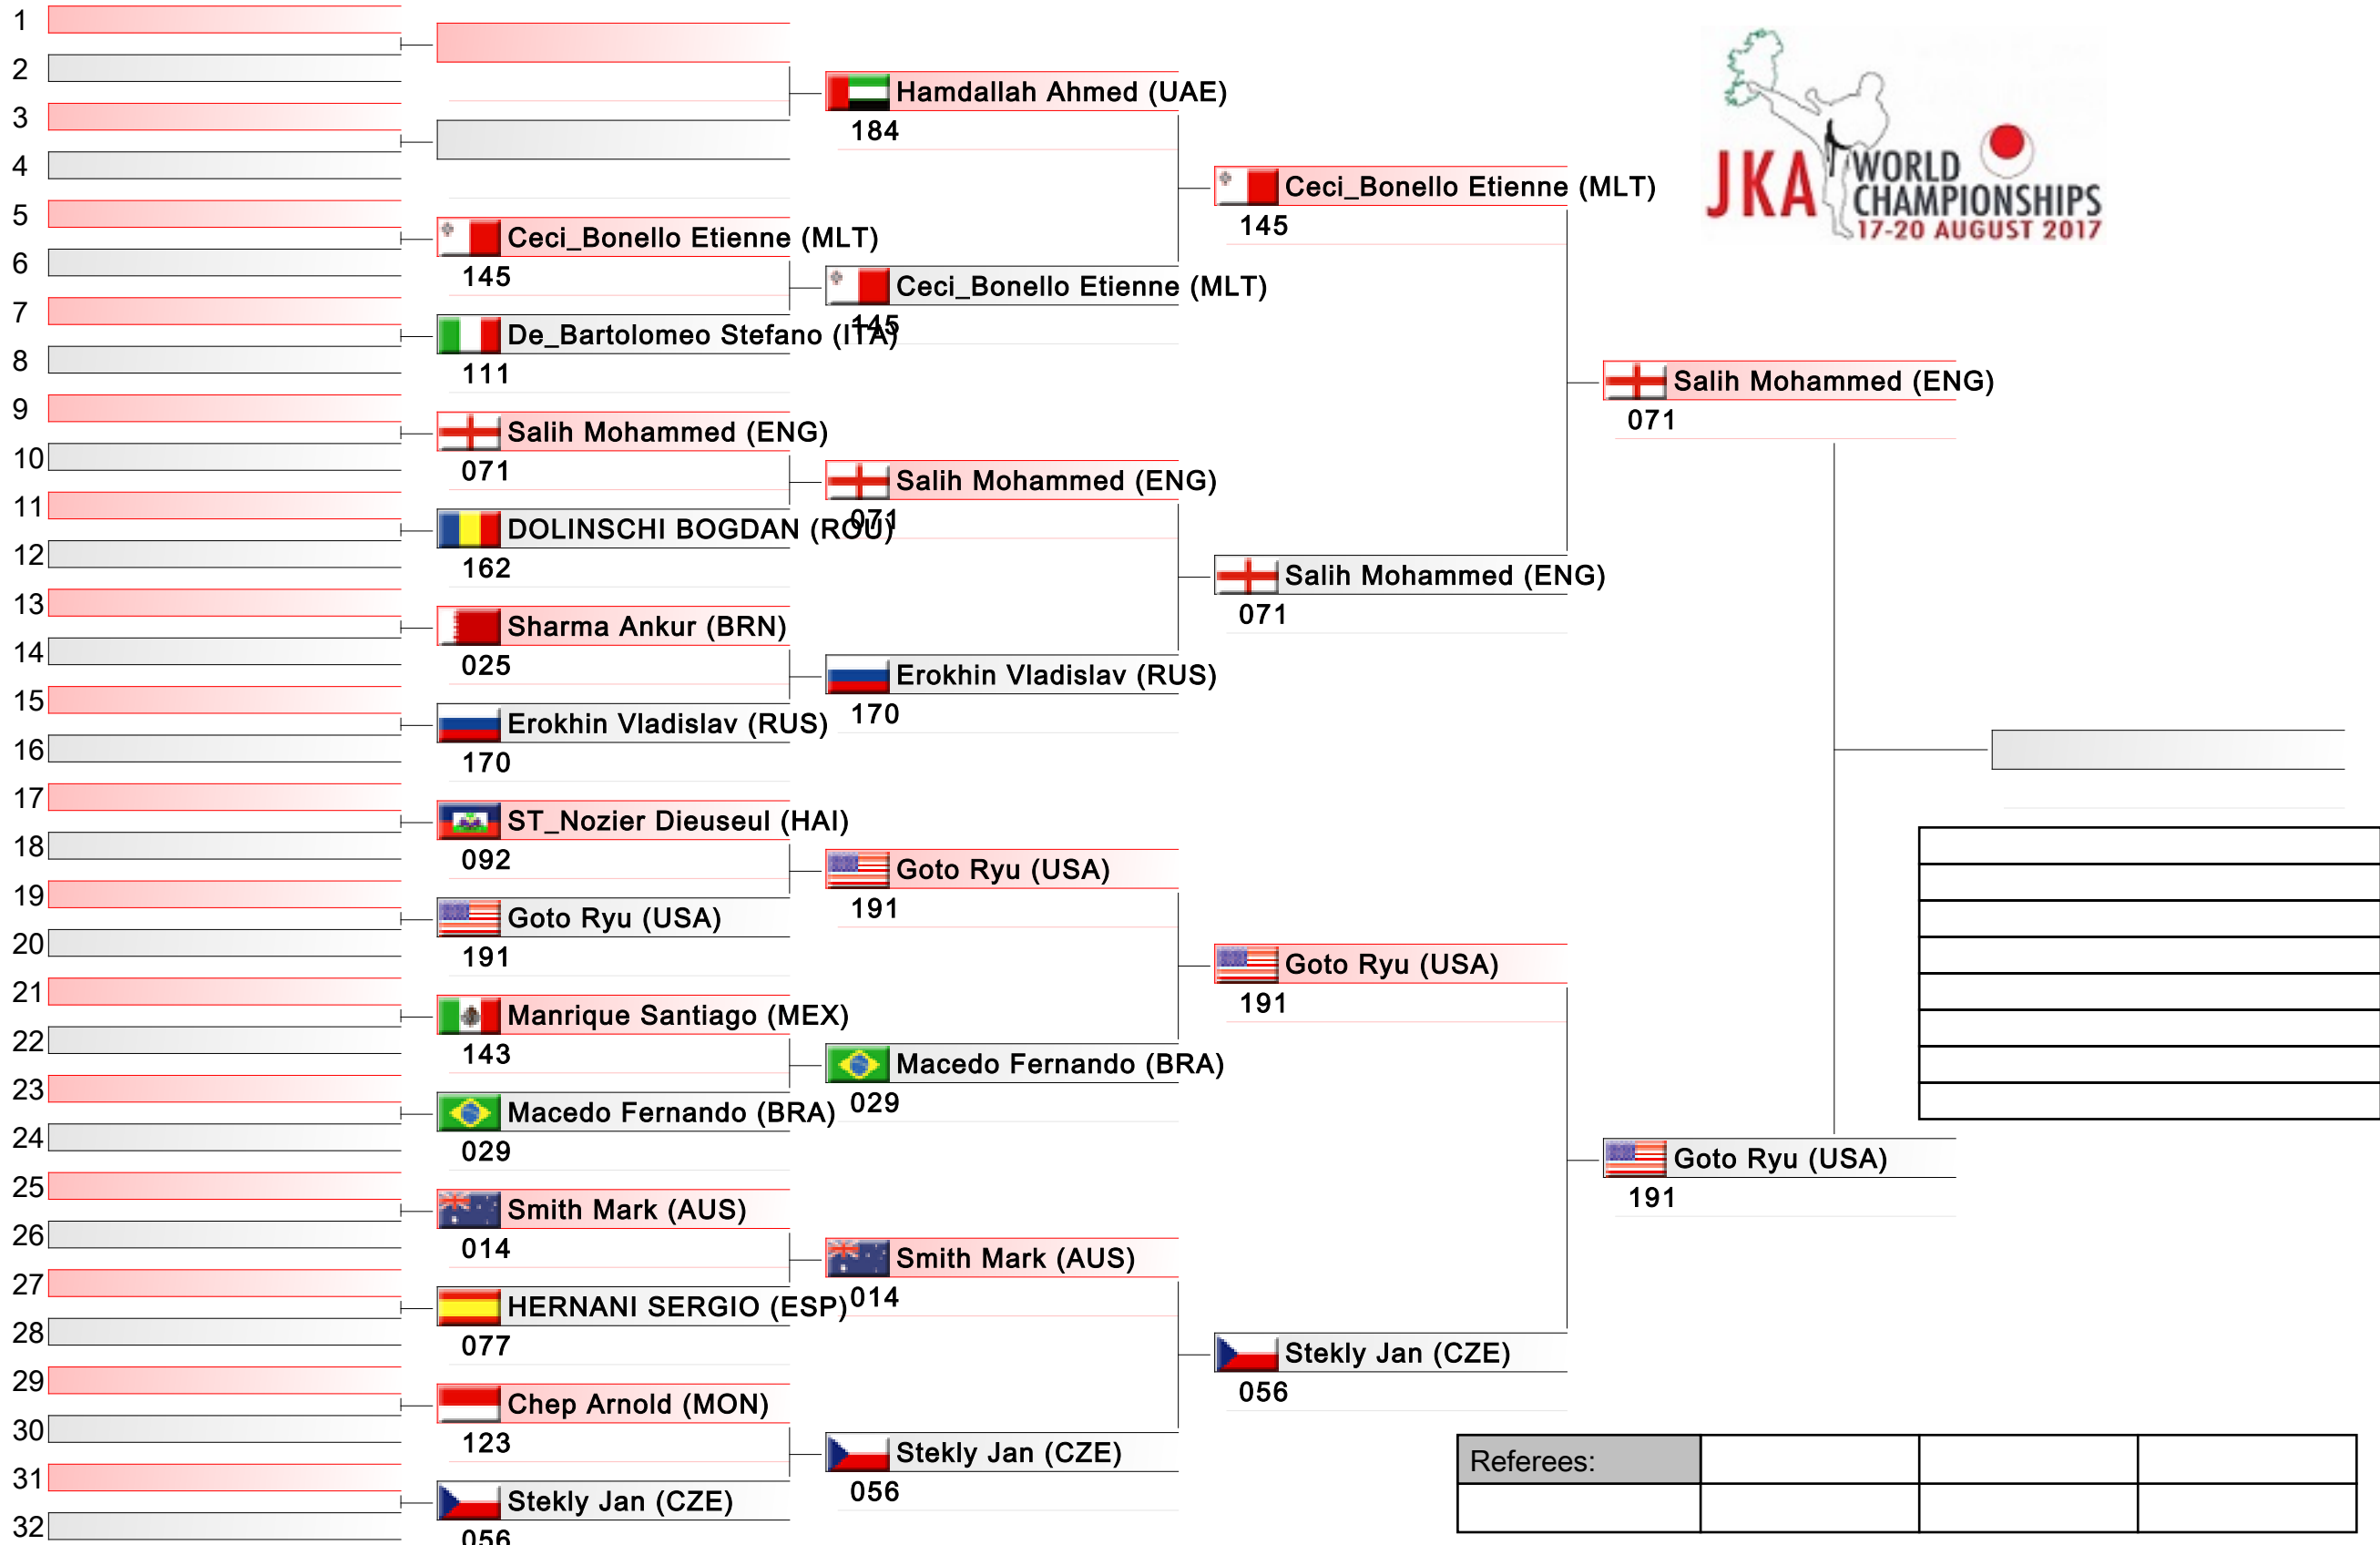 1
2
3
4
5
6
7
8
9
10
11
12
13
14
15
16
17
18
19
20
21
22
23
24
25
26
27
28
29
30
31
32
Ceci_Bonello Etienne (MLT)
145
De_Bartolomeo Stefano (ITA)
111
Salih Mohammed (ENG)
071
DOLINSCHI BOGDAN (ROU)
162
Sharma Ankur (BRN)
025
Erokhin Vladislav (RUS)
170
ST_Nozier Dieuseul (HAI)
092
Goto Ryu (USA)
191
Manrique Santiago (MEX)
143
Macedo Fernando (BRA)
029
Smith Mark (AUS)
014
HERNANI SERGIO (ESP)
077
Chep Arnold (MON)
123
Stekly Jan (CZE)
056
Hamdallah Ahmed (UAE)
184
Ceci_Bonello Etienne (MLT)
145
Salih Mohammed (ENG)
071
Erokhin Vladislav (RUS)
170
Goto Ryu (USA)
191
Macedo Fernando (BRA)
029
Smith Mark (AUS)
014
Stekly Jan (CZE)
056
Ceci_Bonello Etienne (MLT)
145
Salih Mohammed (ENG)
071
Goto Ryu (USA)
191
Stekly Jan (CZE)
056
Salih Mohammed (ENG)
071
Goto Ryu (USA)
191
JKA WORLD
CHAMPIONSHIPS
17-20 AUGUST 2017
Referees: